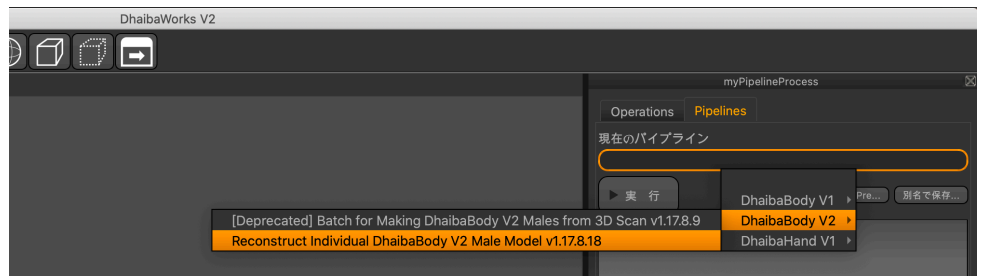 DhaibaWorks V2
myPipelineProcess
Operations Pipelines
現在のパイプライン
実 行
Pre... 別名で保存...
DhaibaBody V1
DhaibaBody V2
DhaibaHand V1
[Deprecated] Batch for Making DhaibaBody V2 Males from 3D Scan v1.17.8.9
Reconstruct Individual DhaibaBody V2 Male Model v1.17.8.18